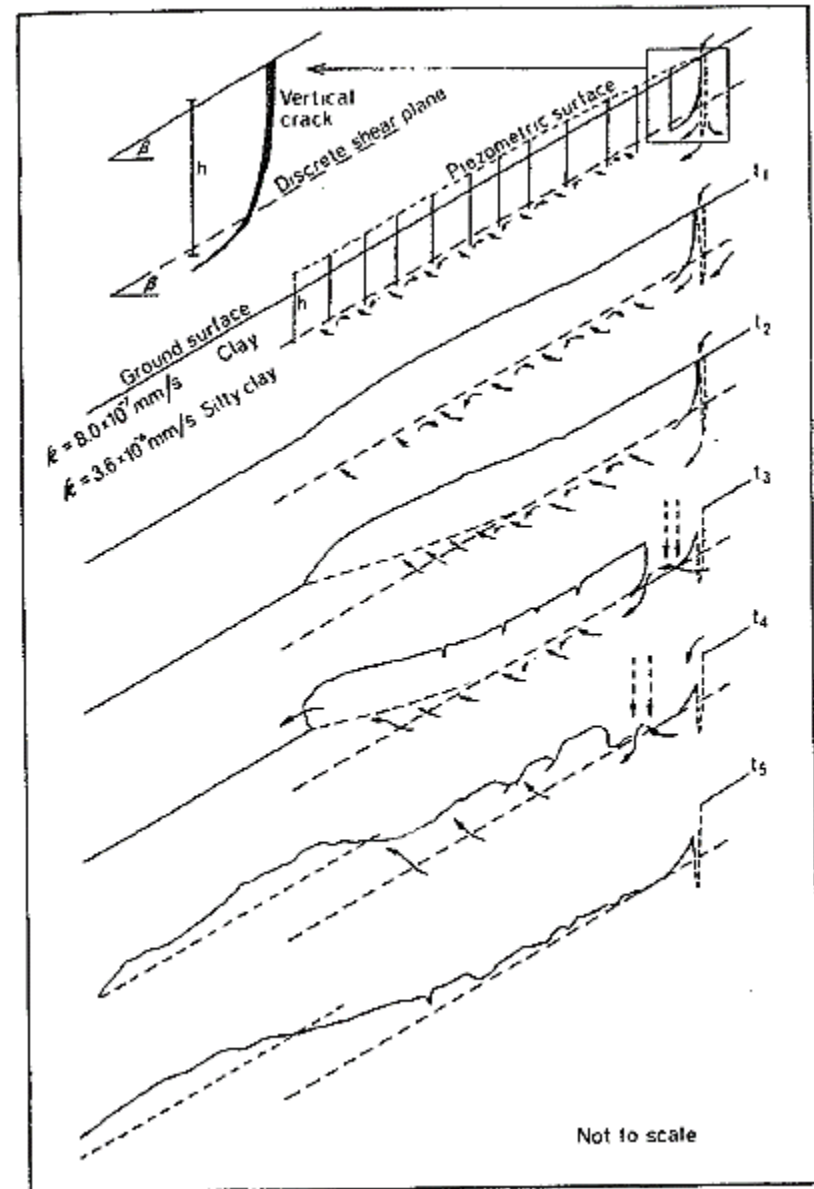 Vertical
crack
β
h
β
Discrete shear plane
Piezometric surface
h
Ground surface
k = 8.0×10⁻⁷ mm/s Clay
k = 3.6×10⁻⁶ mm/s Silty clay
t₁
t₂
t₃
t₄
t₅
Not to scale